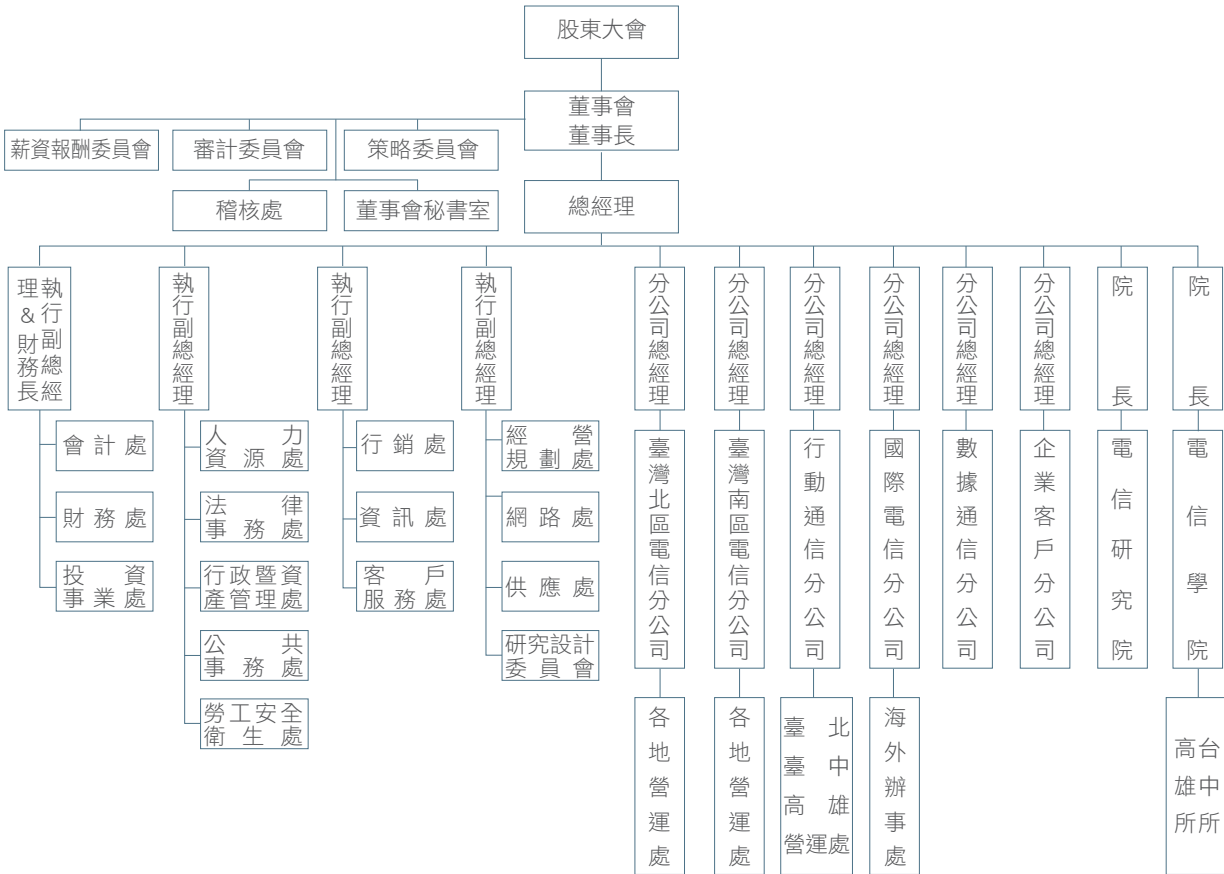 股東大會
董事會
董事長
薪資報酬委員會
審計委員會
策略委員會
稽核處
董事會秘書室
總經理
執行副總經
理&財務長
執行副總經理
執行副總經理
執行副總經理
分公司總經理
分公司總經理
分公司總經理
分公司總經理
分公司總經理
分公司總經理
院長
院長
會計處
財務處
投資
事業處
人力
資源處
法律
事務處
行政暨資
產管理處
公共
事務處
勞工安全
衛生處
行銷處
資訊處
客戶
服務處
經營
規劃處
網路處
供應處
研究設計
委員會
臺灣北區電信分公司
臺灣南區電信分公司
行動通信分公司
國際電信分公司
數據通信分公司
企業客戶分公司
電信研究院
電信學院
各地營運處
各地營運處
臺北
臺中
高雄
營運處
海外辦事處
台中所
高雄所